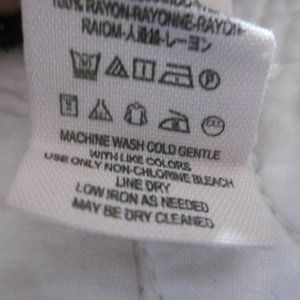 100% RAYON-RAYONNE-RAYON
RAIOM-人造絲-レーヨン
MACHINE WASH COLD GENTLE
WITH LIKE COLORS
USE ONLY NON-CHLORINE BLEACH
LINE DRY
LOW IRON AS NEEDED
MAY BE DRY CLEANED